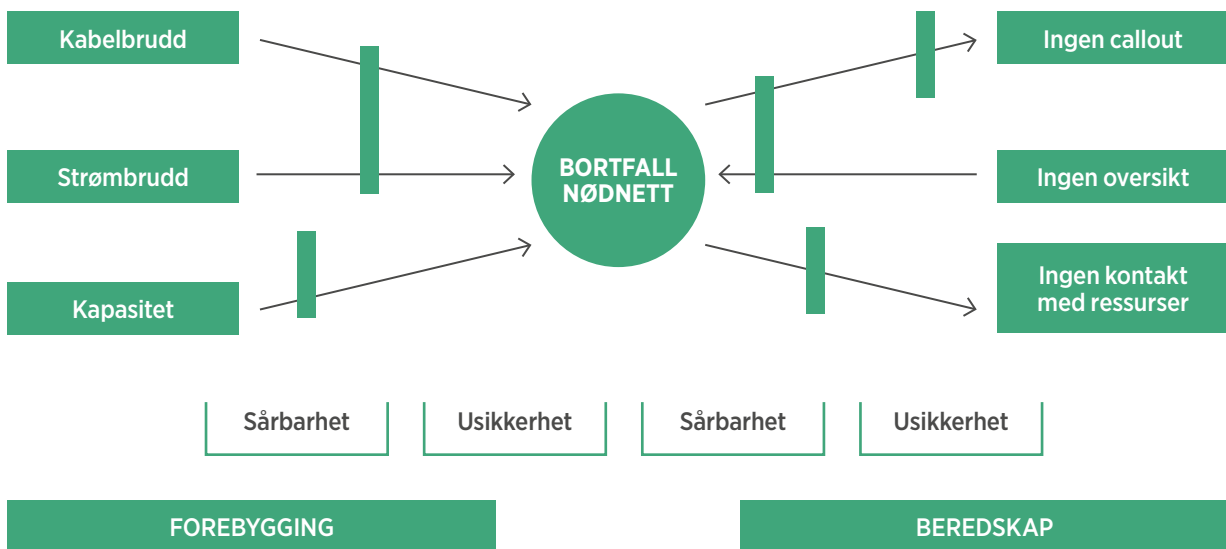 Kabelbrudd
Strømbrudd
Kapasitet
BORTFALL
NØDNETT
Ingen callout
Ingen oversikt
Ingen kontakt
med ressurser
Sårbarhet
Usikkerhet
Sårbarhet
Usikkerhet
FOREBYGGING
BEREDSKAP